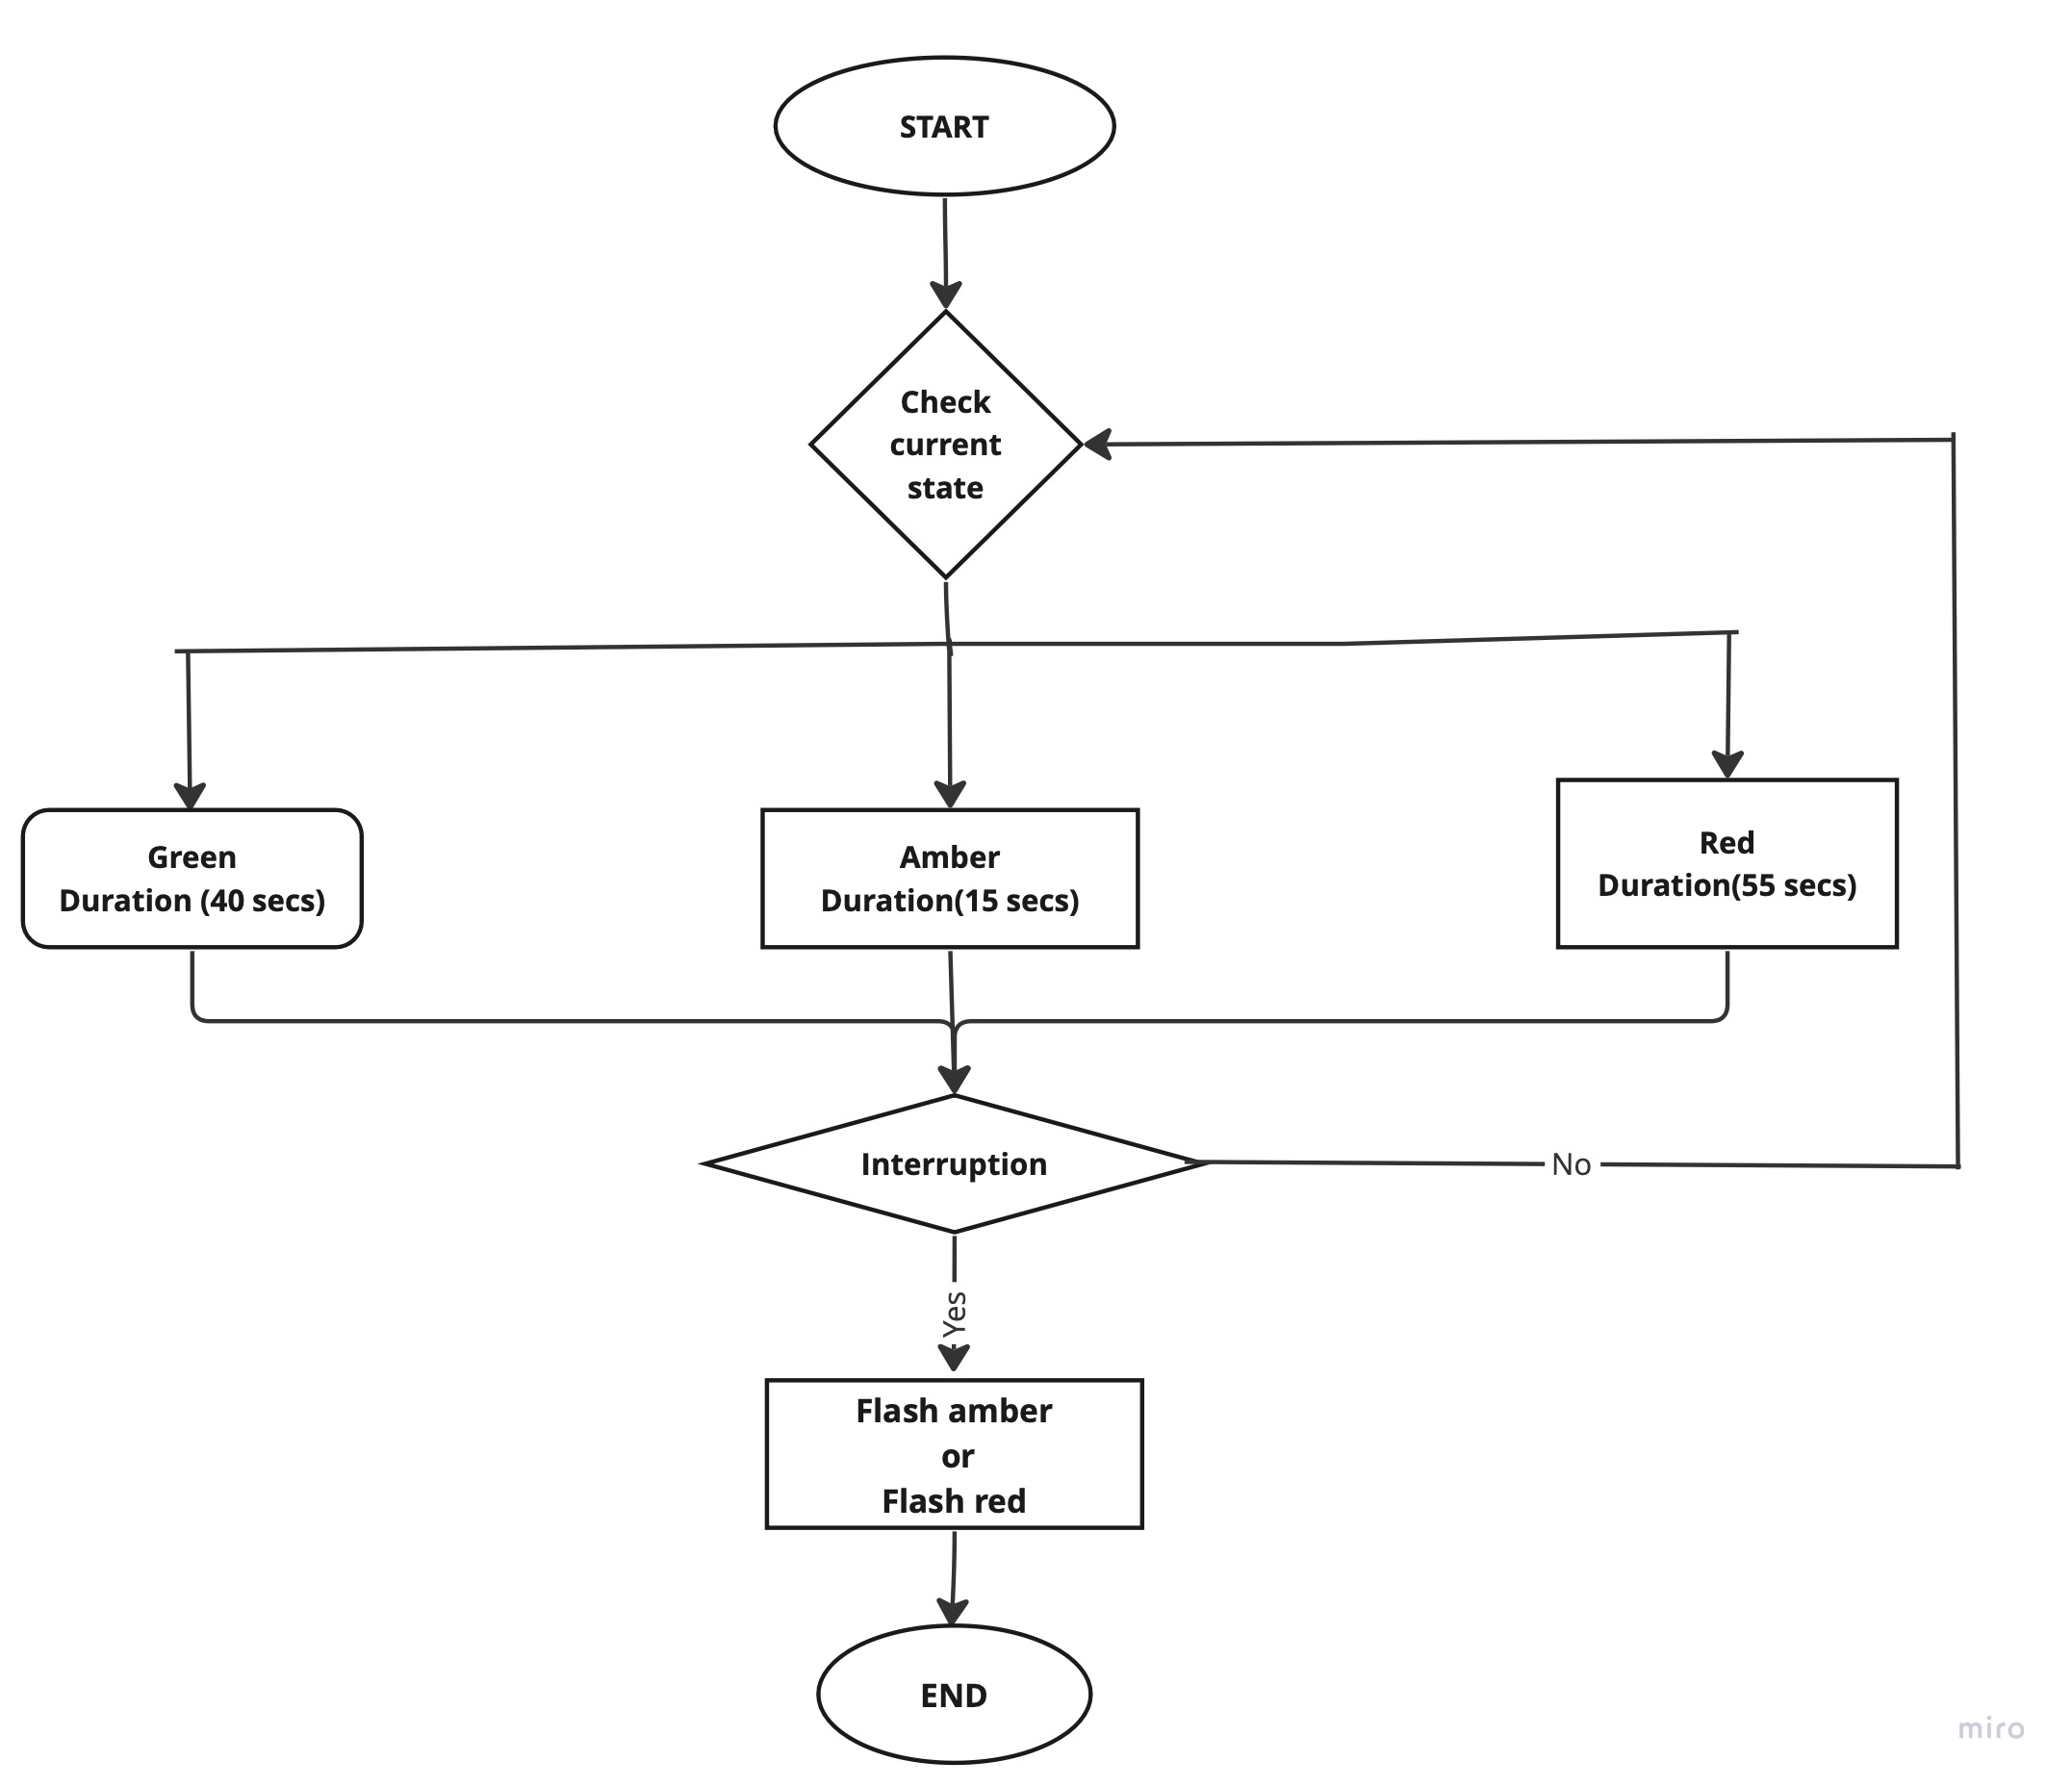 START
Check
current
state
Green
Duration (40 secs)
Amber
Duration(15 secs)
Red
Duration(55 secs)
Interruption
No
Yes
Flash amber
or
Flash red
END
miro